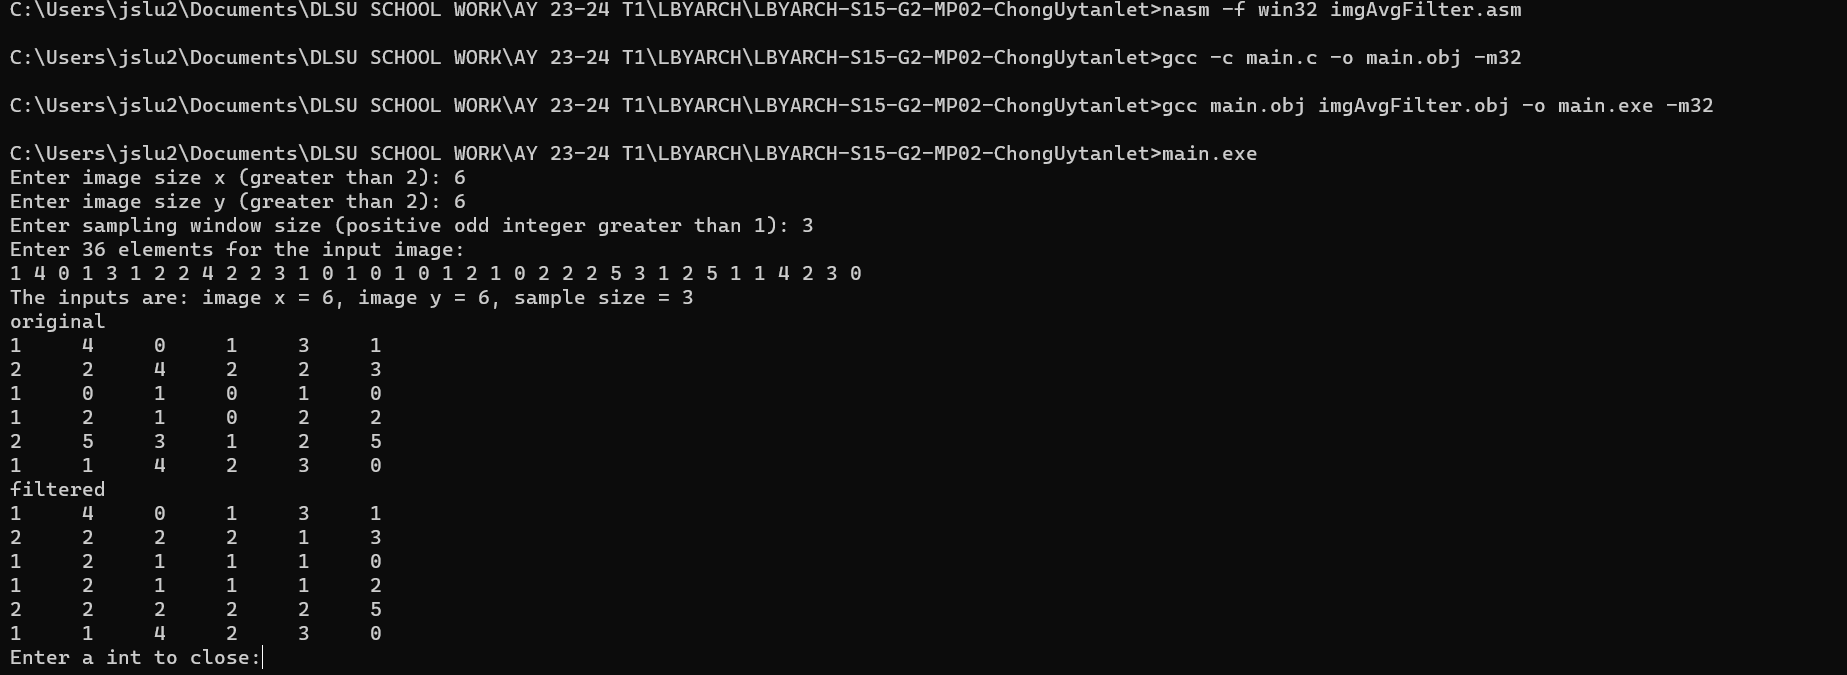 C:\Users\jslu2\Documents\DLSU SCHOOL WORK\AY 23-24 T1\LBYARCH\LBYARCH-S15-G2-MP02-ChongUytanlet>nasm -f win32 imgAvgFilter.asm
C:\Users\jslu2\Documents\DLSU SCHOOL WORK\AY 23-24 T1\LBYARCH\LBYARCH-S15-G2-MP02-ChongUytanlet>gcc -c main.c -o main.obj -m32
C:\Users\jslu2\Documents\DLSU SCHOOL WORK\AY 23-24 T1\LBYARCH\LBYARCH-S15-G2-MP02-ChongUytanlet>gcc main.obj imgAvgFilter.obj -o main.exe -m32
C:\Users\jslu2\Documents\DLSU SCHOOL WORK\AY 23-24 T1\LBYARCH\LBYARCH-S15-G2-MP02-ChongUytanlet>main.exe
Enter image size x (greater than 2): 6
Enter image size y (greater than 2): 6
Enter sampling window size (positive odd integer greater than 1): 3
Enter 36 elements for the input image:
1 4 0 1 3 1 2 2 4 2 2 3 1 0 1 0 1 0 1 2 1 0 2 2 2 5 3 1 2 5 1 1 4 2 3 0
The inputs are: image x = 6, image y = 6, sample size = 3
original
1 4 0 1 3 1
2 2 4 2 2 3
1 0 1 0 1 0
1 2 1 0 2 2
2 5 3 1 2 5
1 1 4 2 3 0
filtered
1 4 0 1 3 1
2 2 2 2 1 3
1 2 1 1 1 0
1 2 1 1 1 2
2 2 2 2 2 5
1 1 4 2 3 0
Enter a int to close: